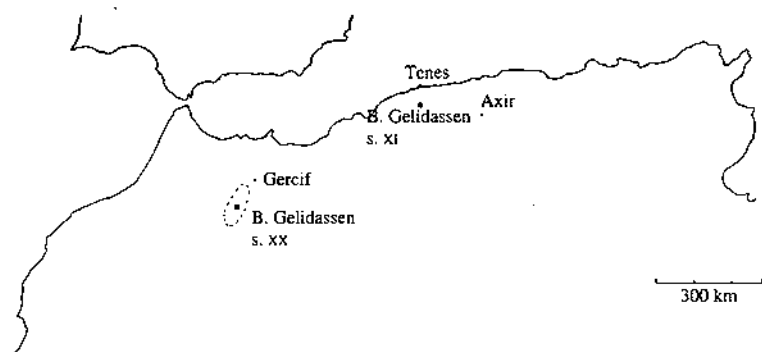 Tenes
Axir
B. Gelidassen
s. XI
Gercif
B. Gelidassen
s. XX
300 km